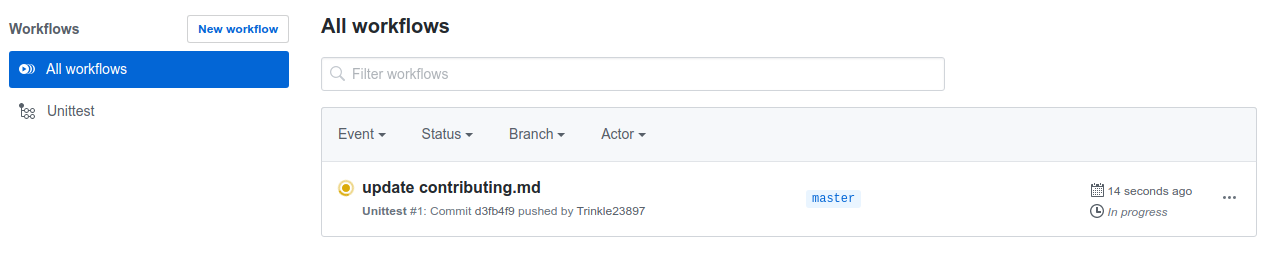 Workflows
New workflow
All workflows
Unittest
All workflows
Filter workflows
Event Status Branch Actor
update contributing.md
Unittest #1: Commit d3fb4f9 pushed by Trinkle23897
master
14 seconds ago
In progress